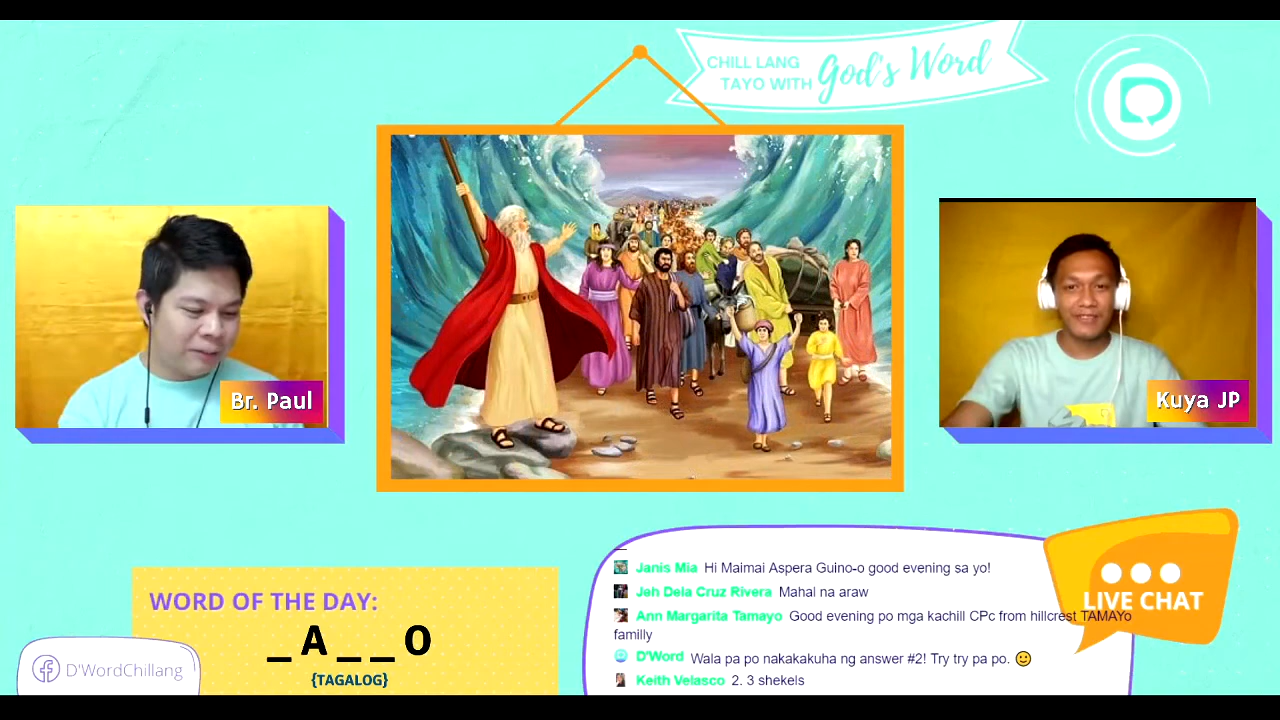 CHILL LANG
TAYO WITH God's Word
Br. Paul
Kuya JP
WORD OF THE DAY:
_ A _ _ O
{TAGALOG}
D'WordChillang
LIVE CHAT
Janis Mia Hi Maimai Aspera Guino-o good evening sa yo!
Jah Dela Cruz Rivera Mahal na araw
Ann Margarita Tamayo Good evening po mga kachill CPc from hillcrest TAMAYo
familly
D'Word Wala pa po nakakakuha ng answer #2! Try try pa po. 🙂
Keith Velasco 2. 3 shekels